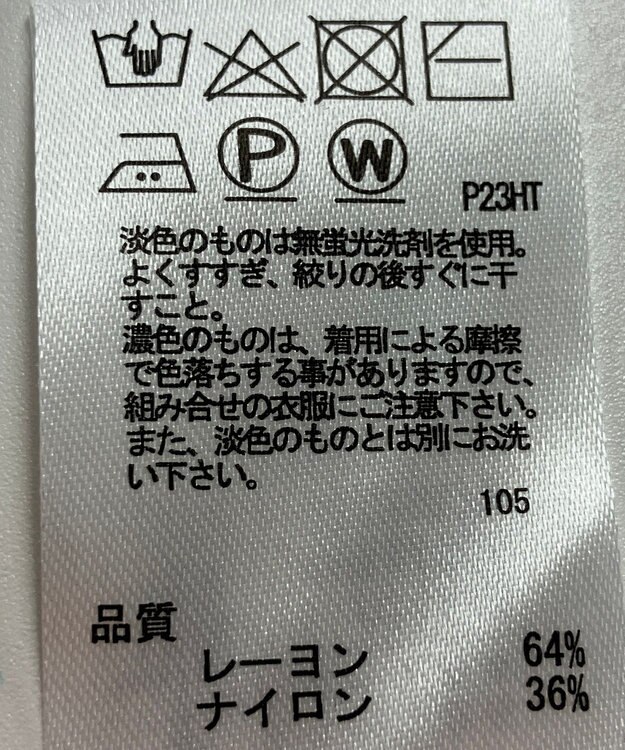 P W
P23HT
淡色のものは無蛍光洗剤を使用。
よくすすぎ、絞りの後すぐに干
すこと。
濃色のものは、着用による摩擦
で色落ちする事がありますので、
組み合せの衣服にご注意下さい。
また、淡色のものとは別にお洗
い下さい。
105
品質
レーヨン 64%
ナイロン 36%